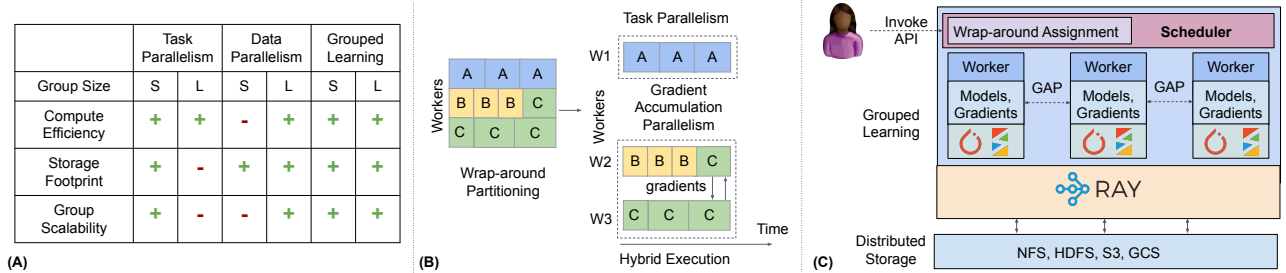 Task Parallelism
Data Parallelism
Grouped Learning
Group Size
S
L
S
L
S
L
Compute Efficiency
+
+
-
+
+
+
Storage Footprint
+
-
+
+
+
+
Group Scalability
+
-
-
+
+
+
(A)
Workers
A
A
A
B
B
B
C
C
C
C
Wrap-around
Partitioning
(B)
Task Parallelism
W1
A
A
A
Gradient
Accumulation
Parallelism
Workers
W2
B
B
B
C
gradients
W3
C
C
C
Time
Hybrid Execution
Invoke
API
Wrap-around Assignment
Scheduler
Worker
Models,
Gradients
GAP
Worker
Models,
Gradients
GAP
Worker
Models,
Gradients
Grouped
Learning
RAY
Distributed
Storage
NFS, HDFS, S3, GCS
(C)